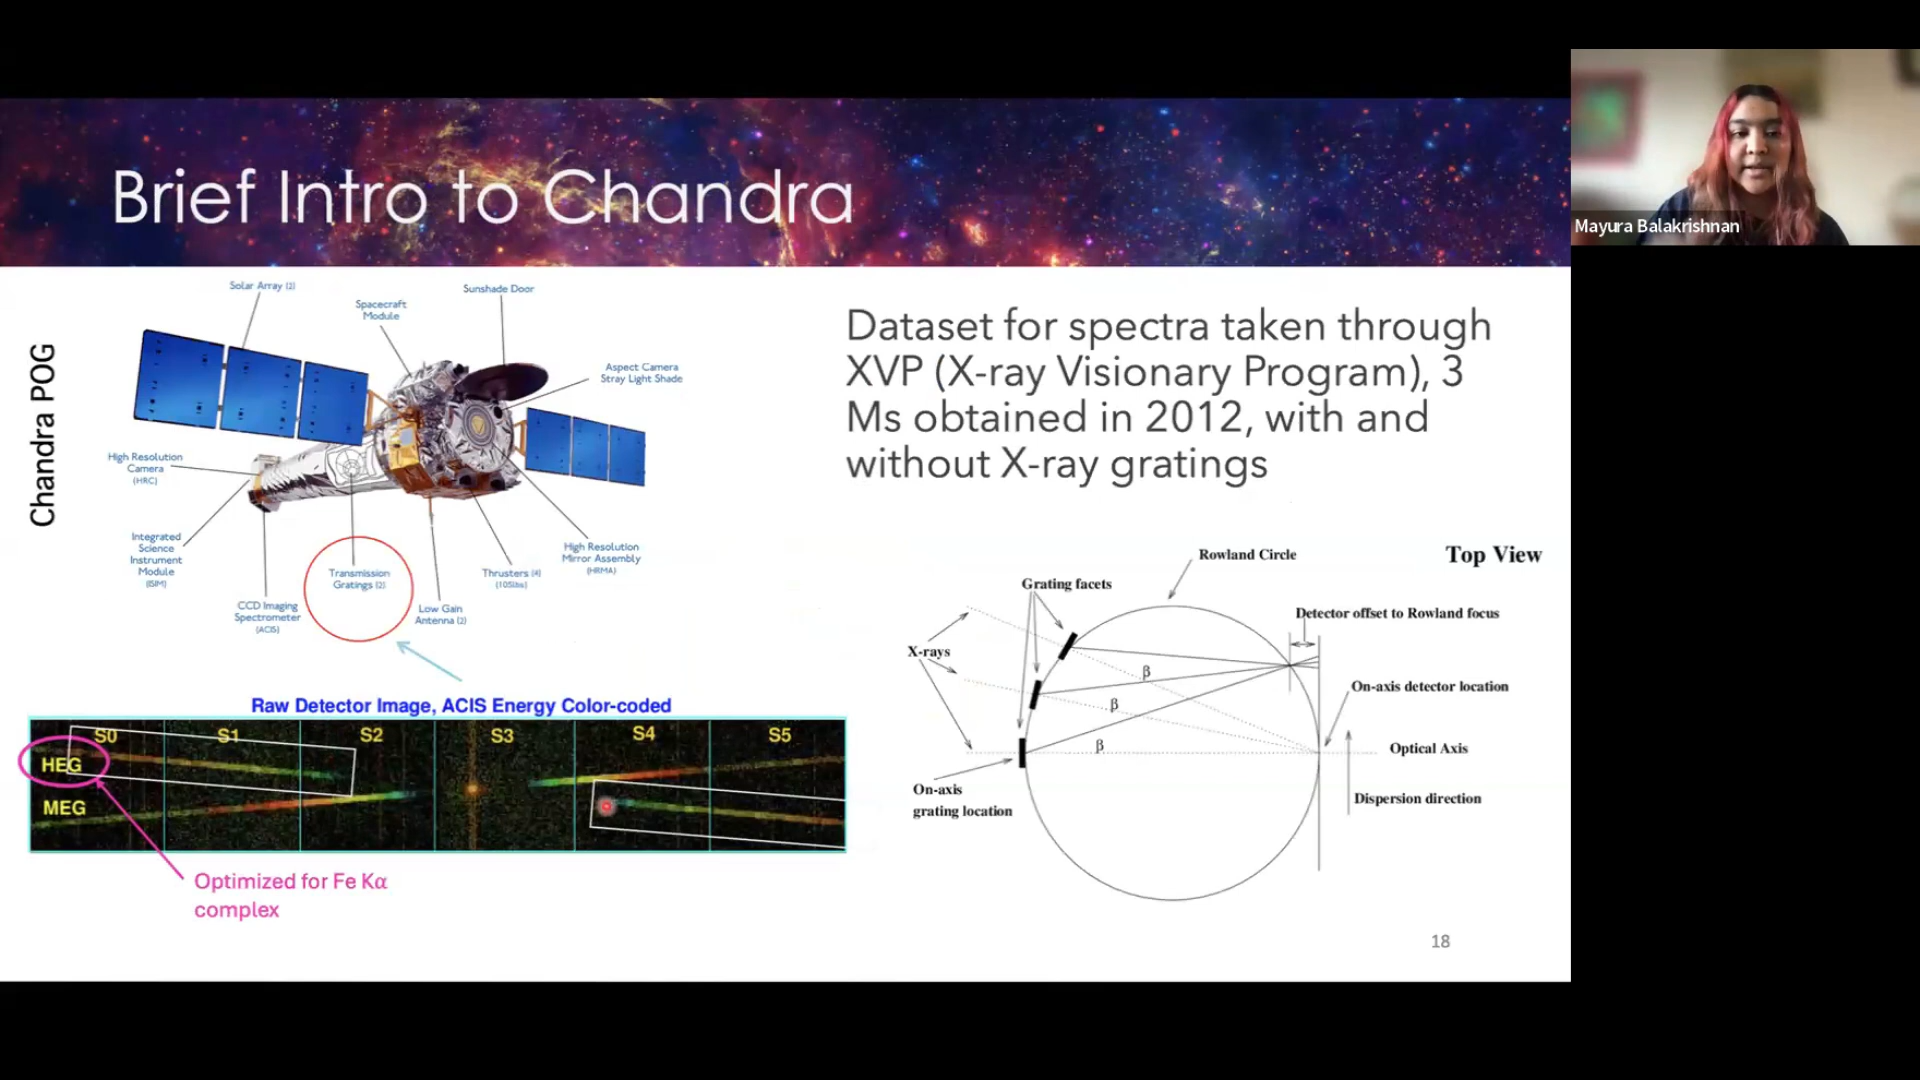 Brief Intro to Chandra
Mayura Balakrishnan
Chandra POG
Solar Array (2)
Spacecraft
Module
Sunshade Door
Aspect Camera
Stray Light Shade
High Resolution
Camera
(HRC)
Integrated
Science
Instrument
Module
(ISIM)
CCD Imaging
Spectrometer
(ACIS)
Transmission
Gratings (2)
Low Gain
Antenna (2)
Thrusters (4)
(105lbs)
High Resolution
Mirror Assembly
(HRMA)
Dataset for spectra taken through
XVP (X-ray Visionary Program), 3
Ms obtained in 2012, with and
without X-ray gratings
Raw Detector Image, ACIS Energy Color-coded
S0 S1 S2 S3 S4 S5
HEG
MEG
Optimized for Fe Kα
complex
Top View
Rowland Circle
Grating facets
Detector offset to Rowland focus
X-rays
β
β
β
On-axis detector location
Optical Axis
On-axis
grating location
Dispersion direction
18